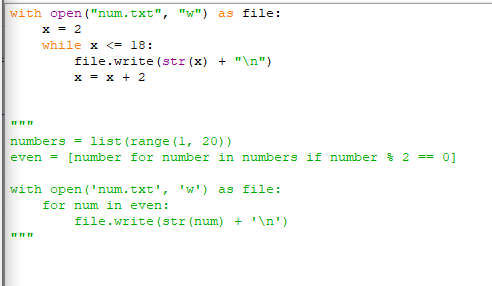 with open("num.txt", "w") as file:
    x = 2
    while x <= 18:
        file.write(str(x) + "\n")
        x = x + 2
"""
numbers = list(range(1, 20))
even = [number for number in numbers if number % 2 == 0]
with open('num.txt', 'w') as file:
    for num in even:
        file.write(str(num) + '\n')
"""